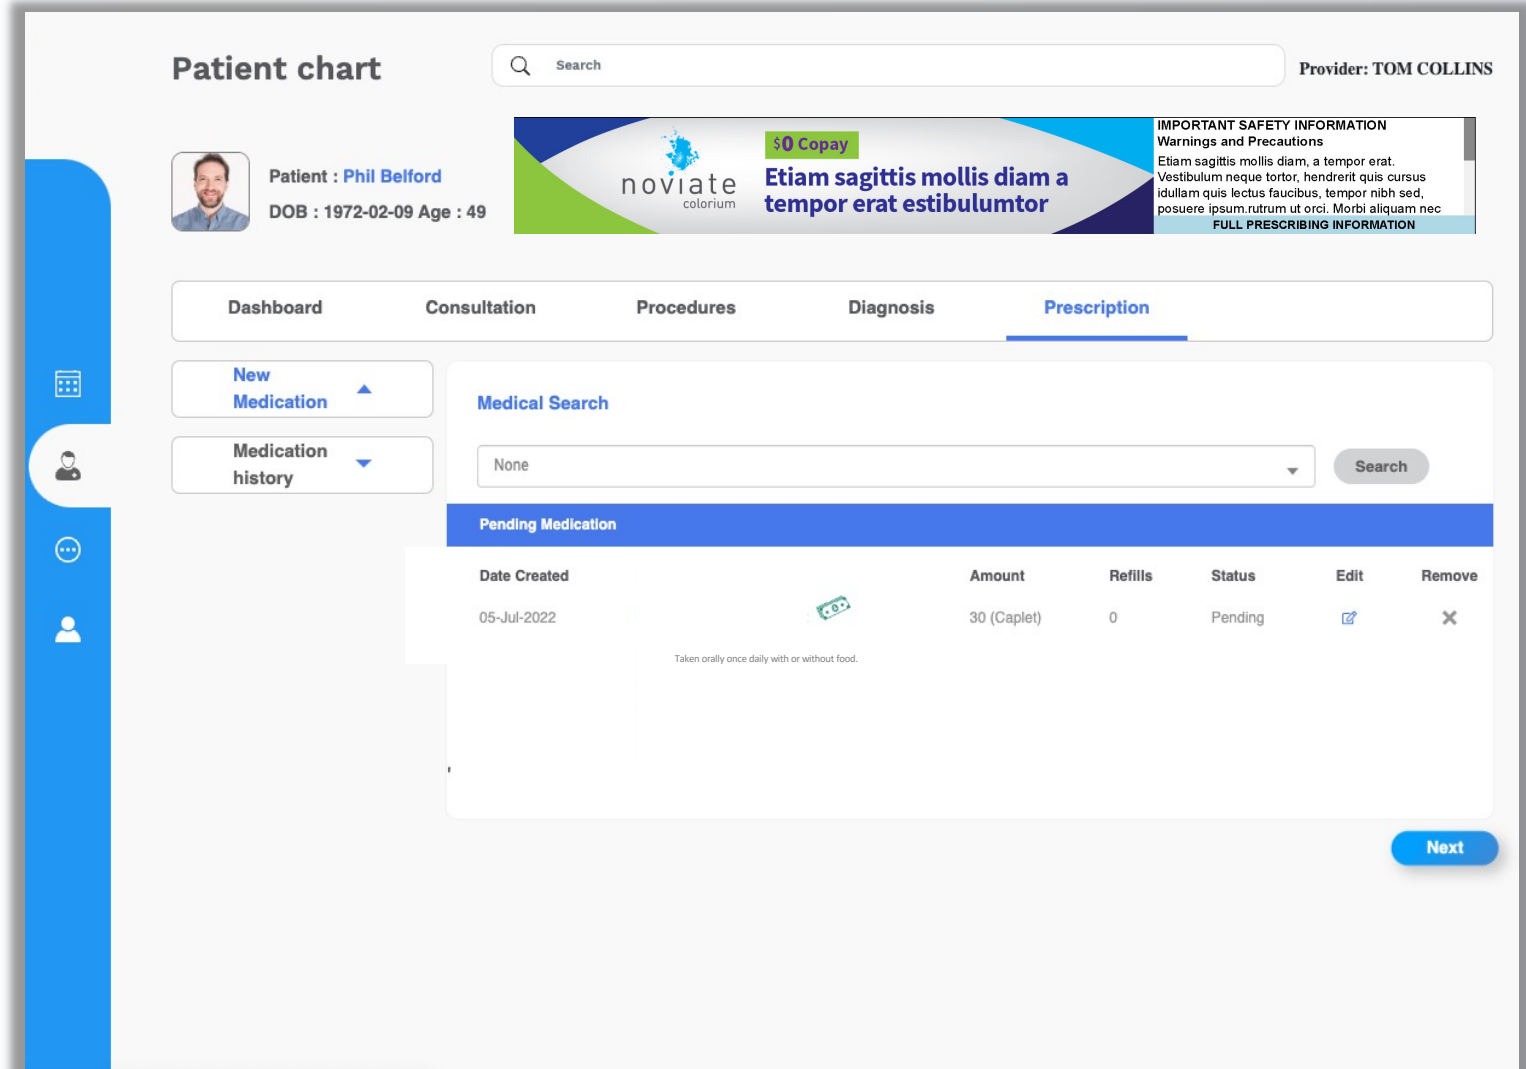 Patient chart
Search
Provider: TOM COLLINS
Patient : Phil Belford
DOB : 1972-02-09 Age : 49
noviate
colorium
$0 Copay
Etiam sagittis mollis diam a
tempor erat estibulumtor
IMPORTANT SAFETY INFORMATION
Warnings and Precautions
Etiam sagittis mollis diam, a tempor erat.
Vestibulum neque tortor, hendrerit quis cursus
idullam quis lectus faucibus, tempor nibh sed,
posuere ipsum.rutrum ut orci. Morbi aliquam nec
FULL PRESCRIBING INFORMATION
Dashboard Consultation Procedures Diagnosis Prescription
New
Medication
Medication
history
Medical Search
None
Search
Pending Medication
Date Created Amount Refills Status Edit Remove
05-Jul-2022 30 (Caplet) 0 Pending
Taken orally once daily with or without food.
Next